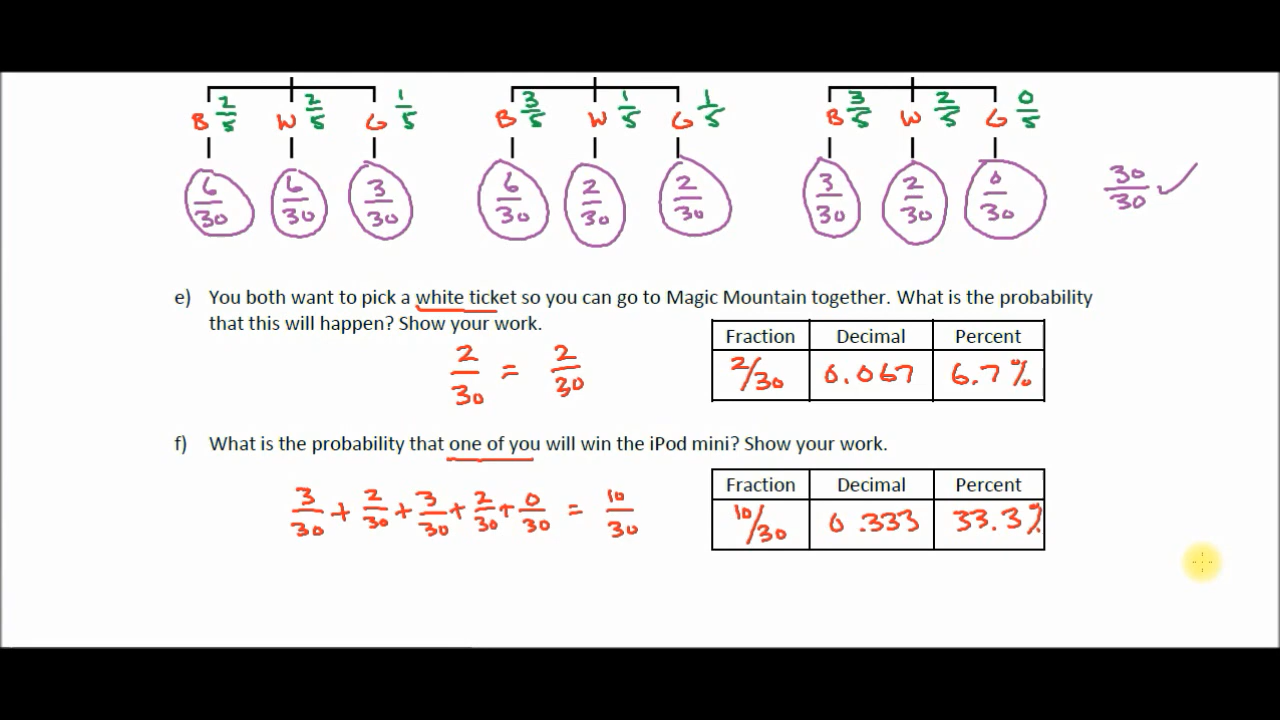 B 2/5 W 2/5 G 1/5 B 3/5 W 1/5 G 1/5 B 3/5 W 2/5 G 0/5
6/30 6/30 3/30 6/30 2/30 2/30 3/30 2/30 0/30 30/30 ✓
e) You both want to pick a white ticket so you can go to Magic Mountain together. What is the probability
that this will happen? Show your work.
Fraction Decimal Percent
2/30 = 2/30
2/30 0.067 6.7%
f) What is the probability that one of you will win the iPod mini? Show your work.
Fraction Decimal Percent
3/30 + 2/30 + 3/30 + 2/30 + 0/30 = 10/30
10/30 0.333 33.3%